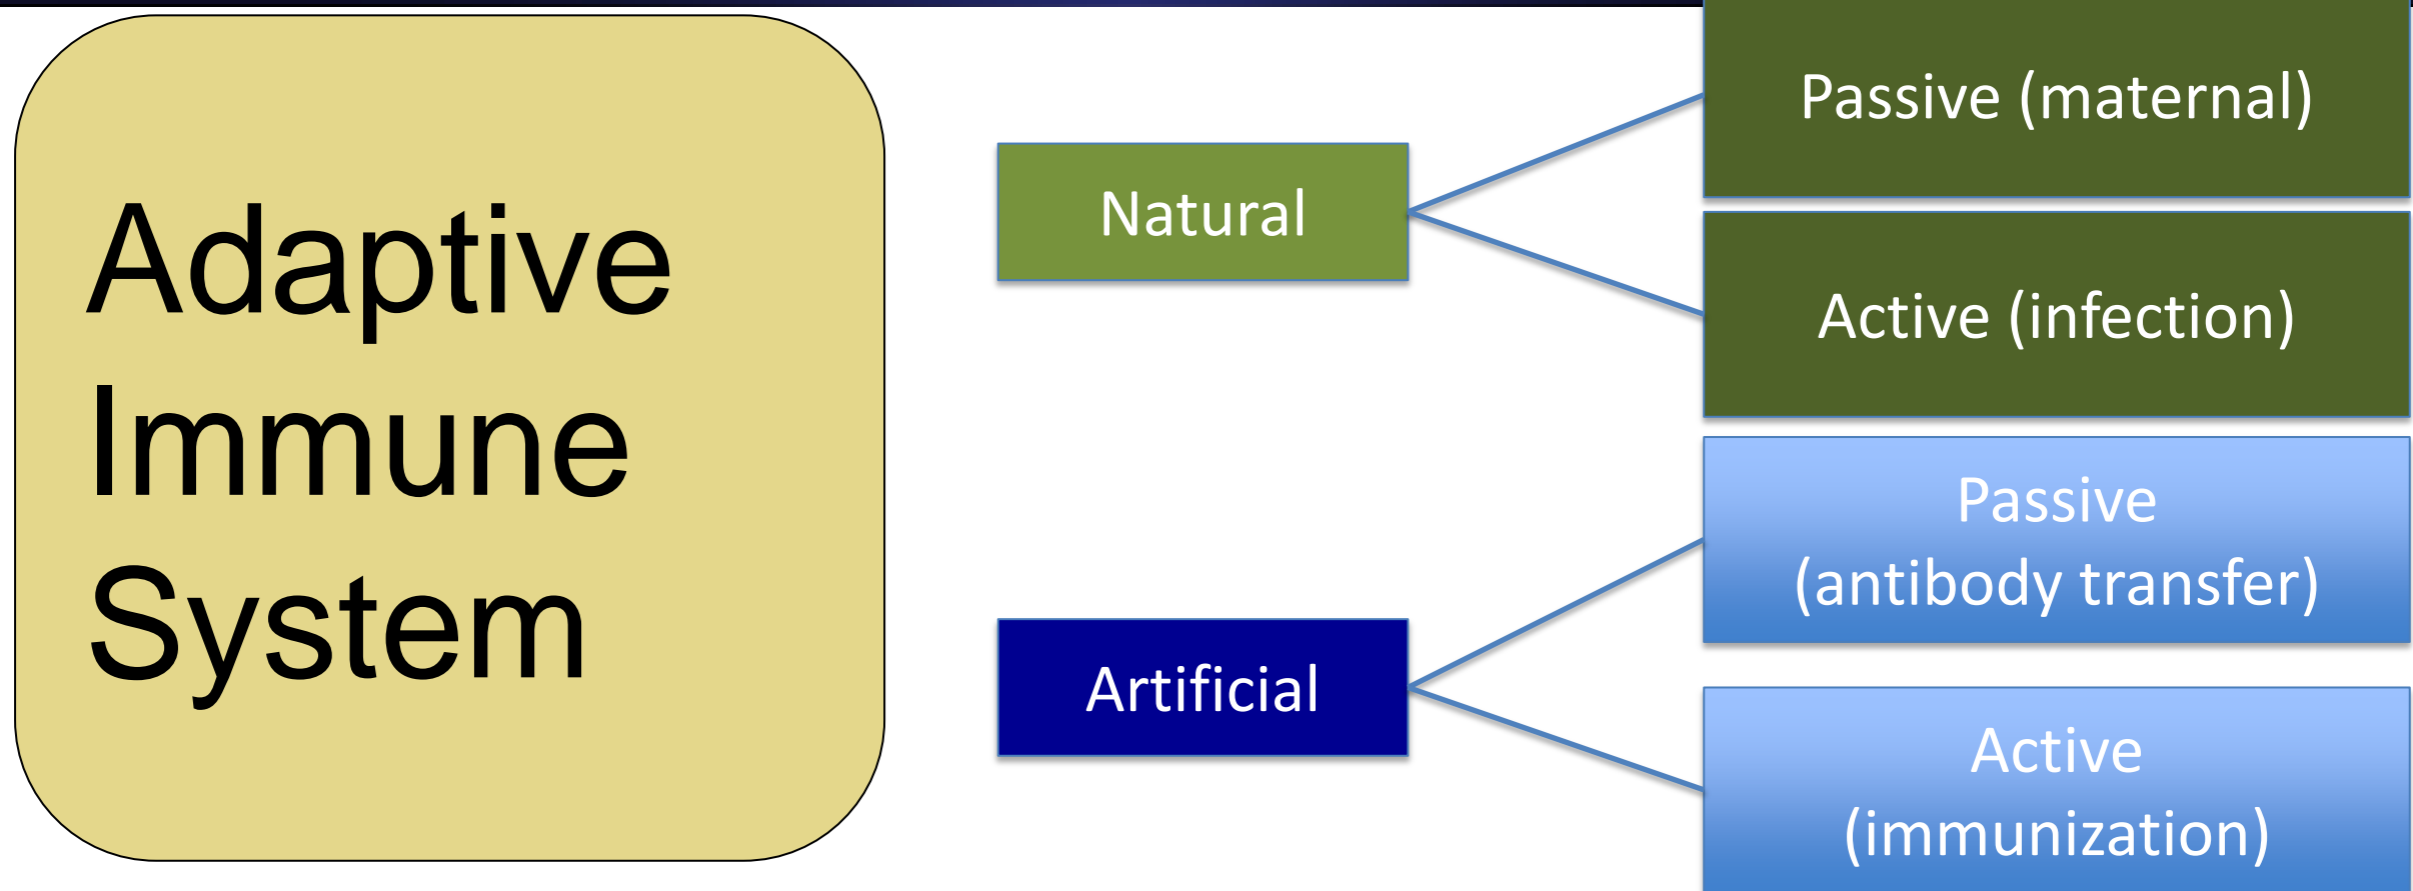 Adaptive
Immune
System
Natural
Passive (maternal)
Active (infection)
Artificial
Passive
(antibody transfer)
Active
(immunization)